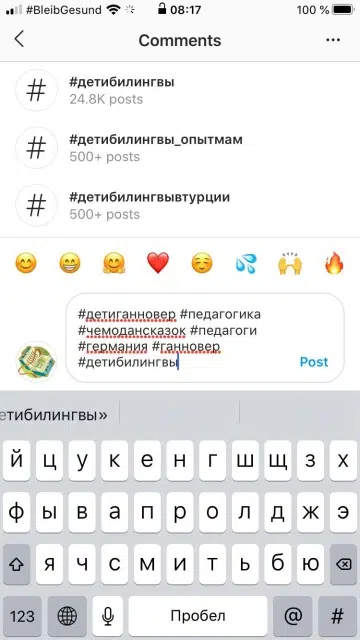 #BleibGesund 08:17 100 %
Comments
#детибилингвы
24.8K posts
#детибилингвы_опытмам
500+ posts
#детибилингвывтурции
500+ posts
#детиганновер #педагогика
#чемодансказок #педагоги
#германия #ганновер
#детибилингвы Post
етибилингвы»
й ц у к е н г ш щ з х
ф ы в а п р о л д ж э
я ч с м и т ь б ю
123 Пробел @ #